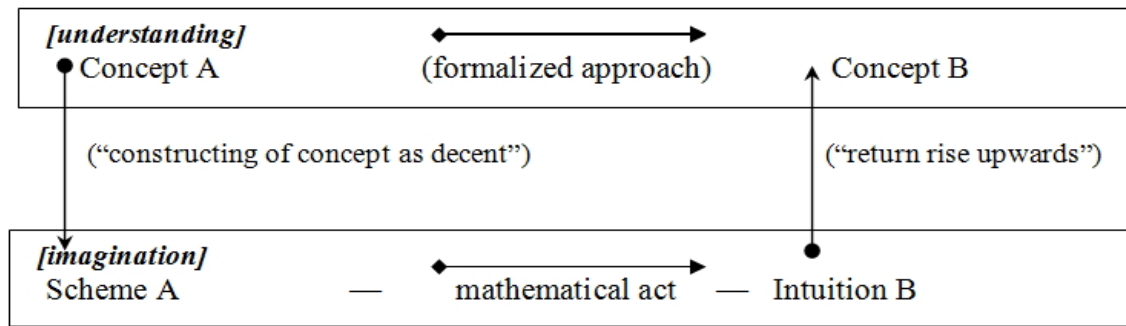 [understanding]
Concept A (formalized approach) Concept B
(“constructing of concept as decent”) (“return rise upwards”)
[imagination]
Scheme A — mathematical act — Intuition B